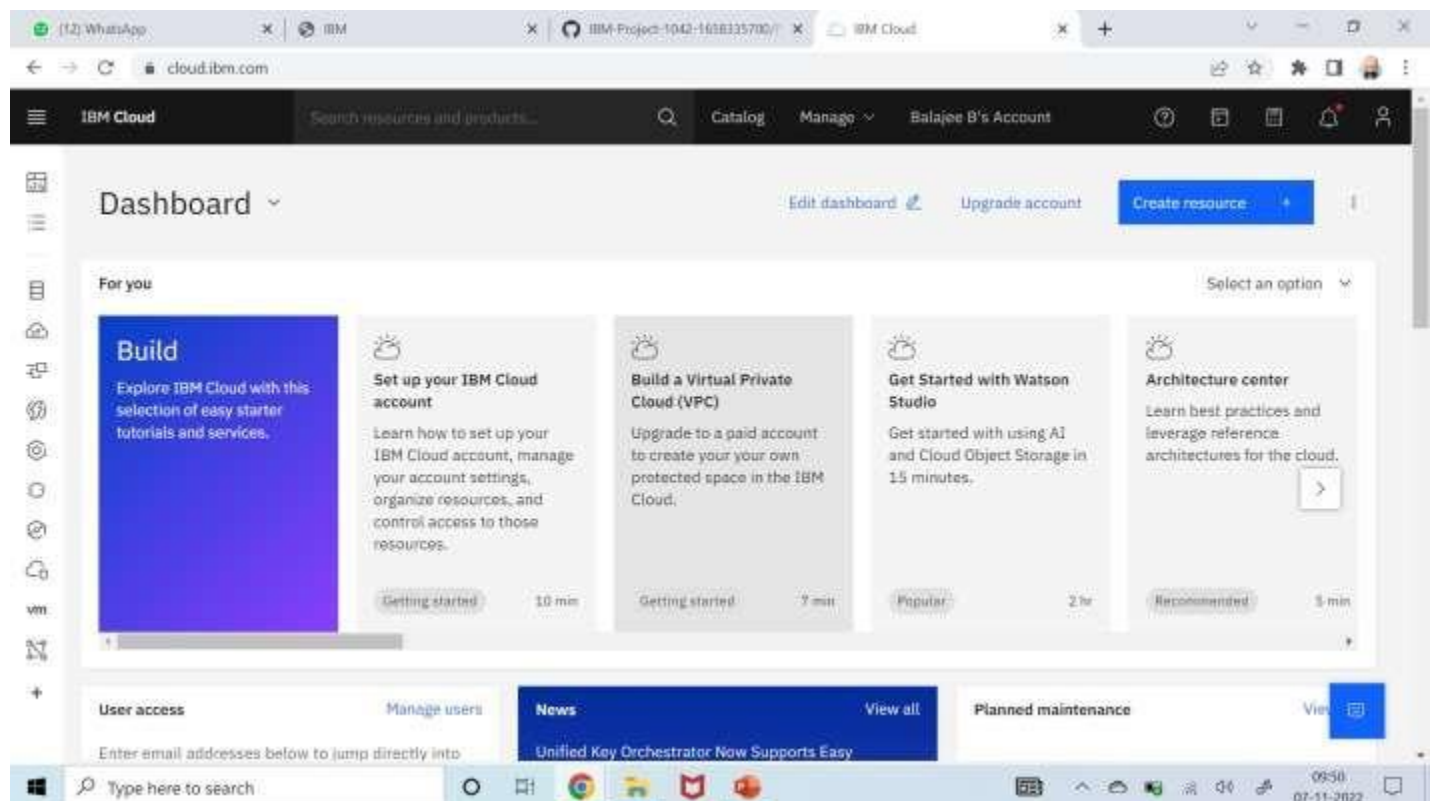 (12) WhatsApp
IBM
IBM-Project-1042-1658335700/
IBM Cloud
cloud.ibm.com
IBM Cloud
Search resources and products...
Catalog
Manage
Balajee B's Account
Dashboard
Edit dashboard
Upgrade account
Create resource +
For you
Select an option
Build
Explore IBM Cloud with this
selection of easy starter
tutorials and services.
Set up your IBM Cloud
account
Learn how to set up your
IBM Cloud account, manage
your account settings,
organize resources, and
control access to those
resources.
Getting started
10 min
Build a Virtual Private
Cloud (VPC)
Upgrade to a paid account
to create your your own
protected space in the IBM
Cloud.
Getting started
7 min
Get Started with Watson
Studio
Get started with using AI
and Cloud Object Storage in
15 minutes.
Popular
2 hr
Architecture center
Learn best practices and
leverage reference
architectures for the cloud.
Recommended
5 min
vm
User access
Manage users
Enter email addresses below to jump directly into
News
View all
Unified Key Orchestrator Now Supports Easy
Planned maintenance
Type here to search
09:50
07-11-2022